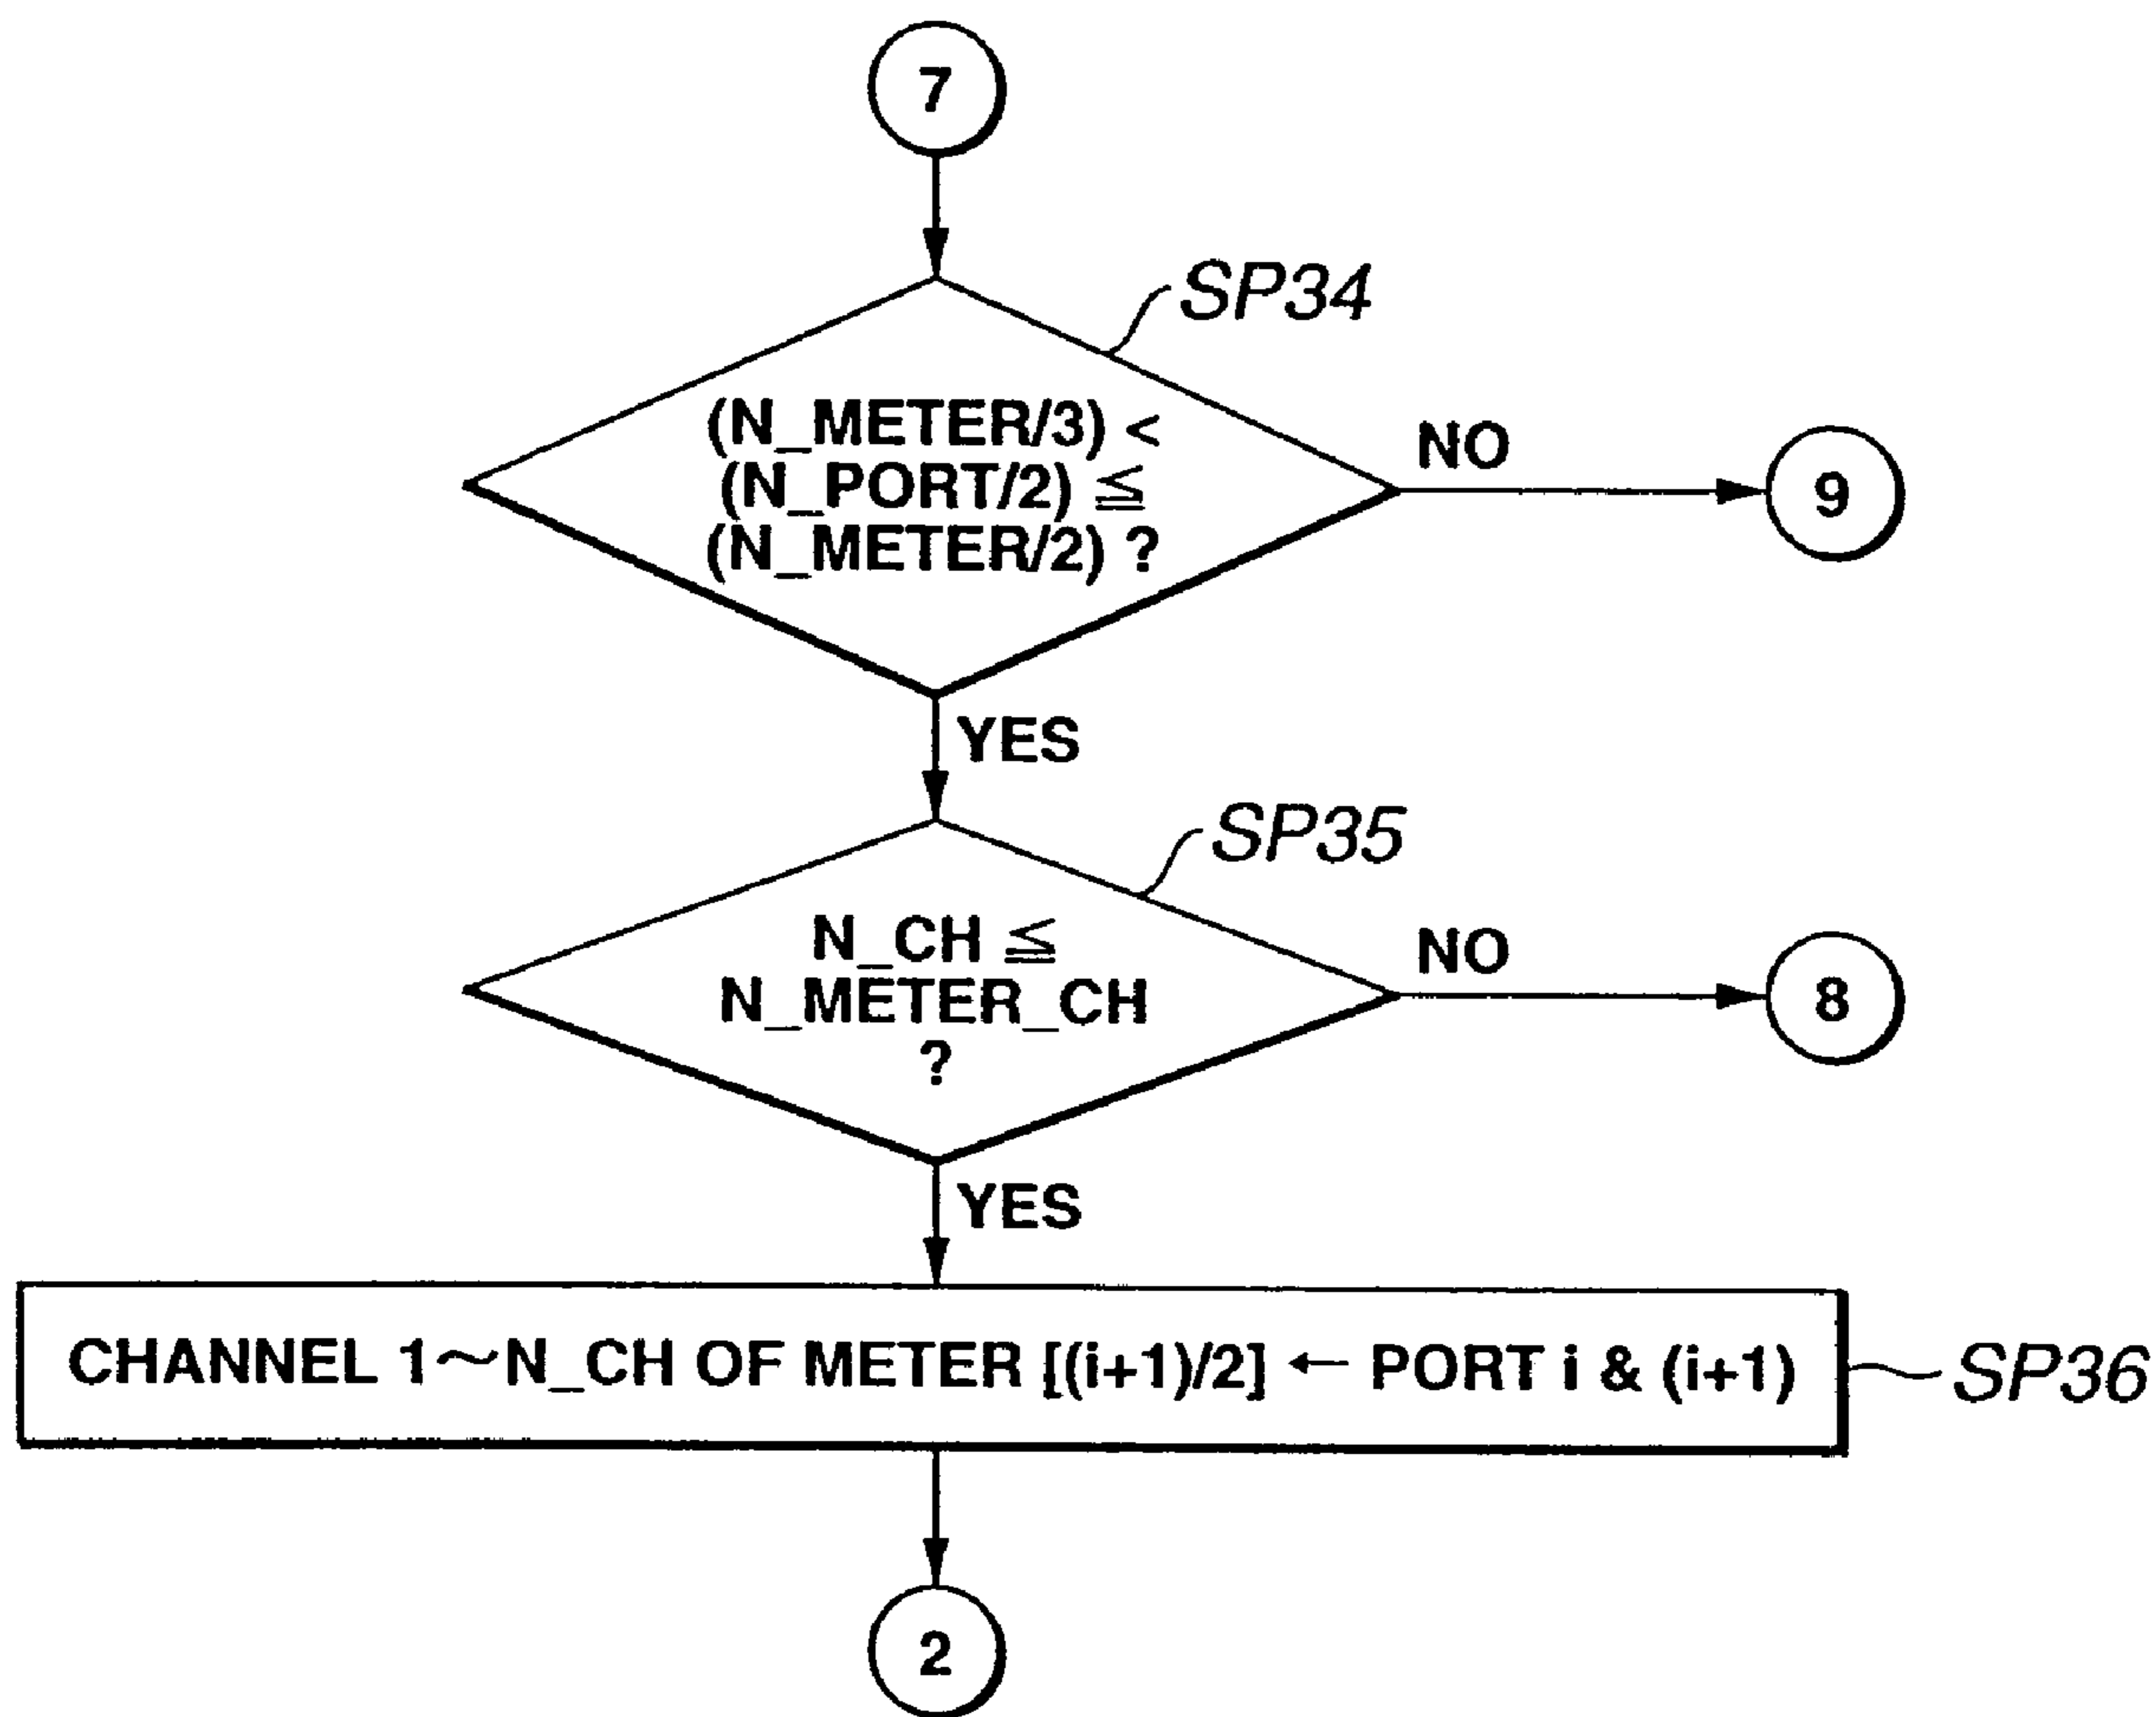 7
SP34
(N_METER/3) <
(N_PORT/2) ≦
(N_METER/2) ?
NO
9
YES
SP35
N_CH ≦
N_METER_CH
?
NO
8
YES
CHANNEL 1~N_CH OF METER [(i+1)/2] ← PORT i & (i+1)
SP36
2